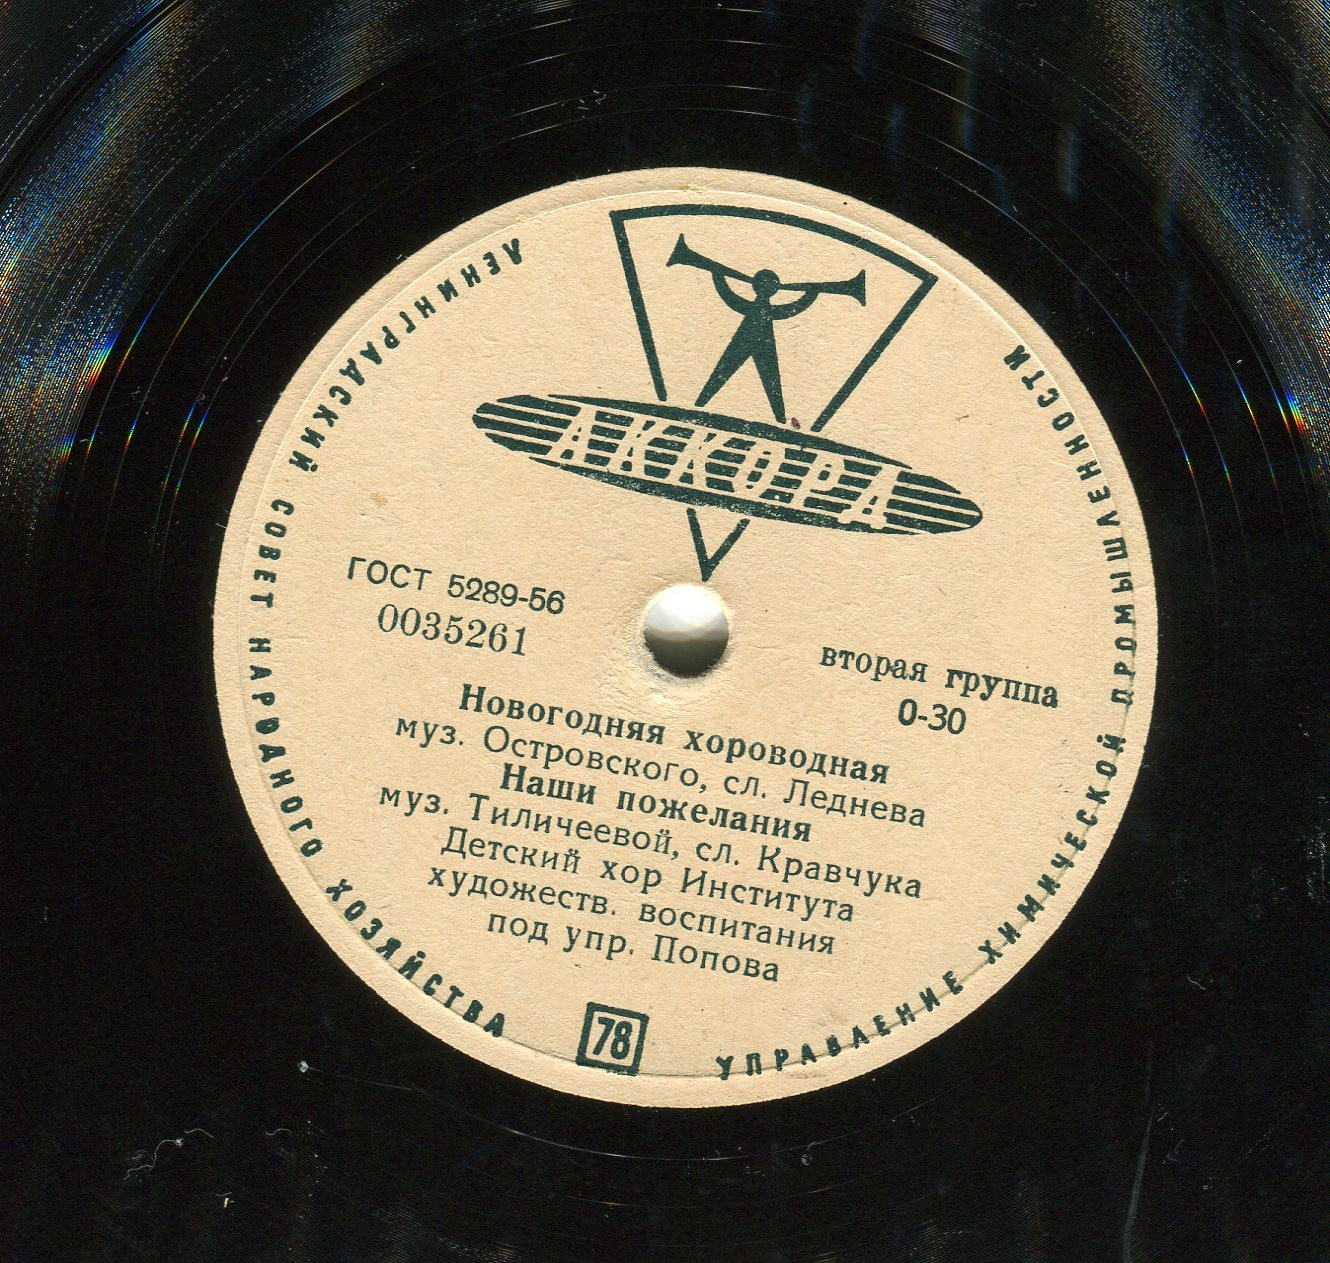 АККОРД
ЛЕНИНГРАДСКИЙ СОВЕТ НАРОДНОГО ХОЗЯЙСТВА
УПРАВЛЕНИЕ ХИМИЧЕСКОЙ ПРОМЫШЛЕННОСТИ
ГОСТ 5289-56
0035261
вторая группа
0-30
Новогодняя хороводная
муз. Островского, сл. Леднева
Наши пожелания
муз. Тиличеевой, сл. Кравчука
Детский хор Института
художеств. воспитания
под упр. Попова
78